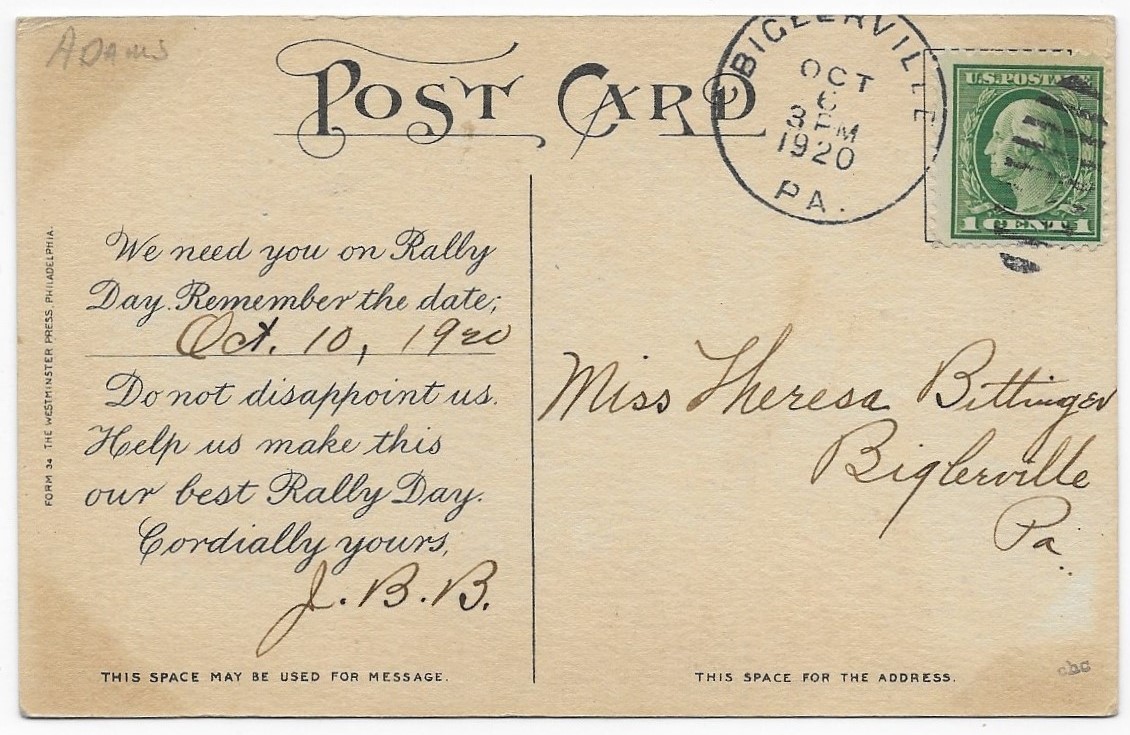 Adams
POST CARD
BIGLERVILLE
OCT
6
3 PM
1920
PA.
U.S. POSTAGE
1 CENT 1
We need you on Rally
Day. Remember the date;
Oct. 10, 1920
Do not disappoint us.
Help us make this
our best Rally Day.
Cordially yours,
J. B. B.
THIS SPACE MAY BE USED FOR MESSAGE.
FORM 34 THE WESTMINSTER PRESS, PHILADELPHIA.
Miss Theresa Bittinger
Biglerville
Pa.
THIS SPACE FOR THE ADDRESS.